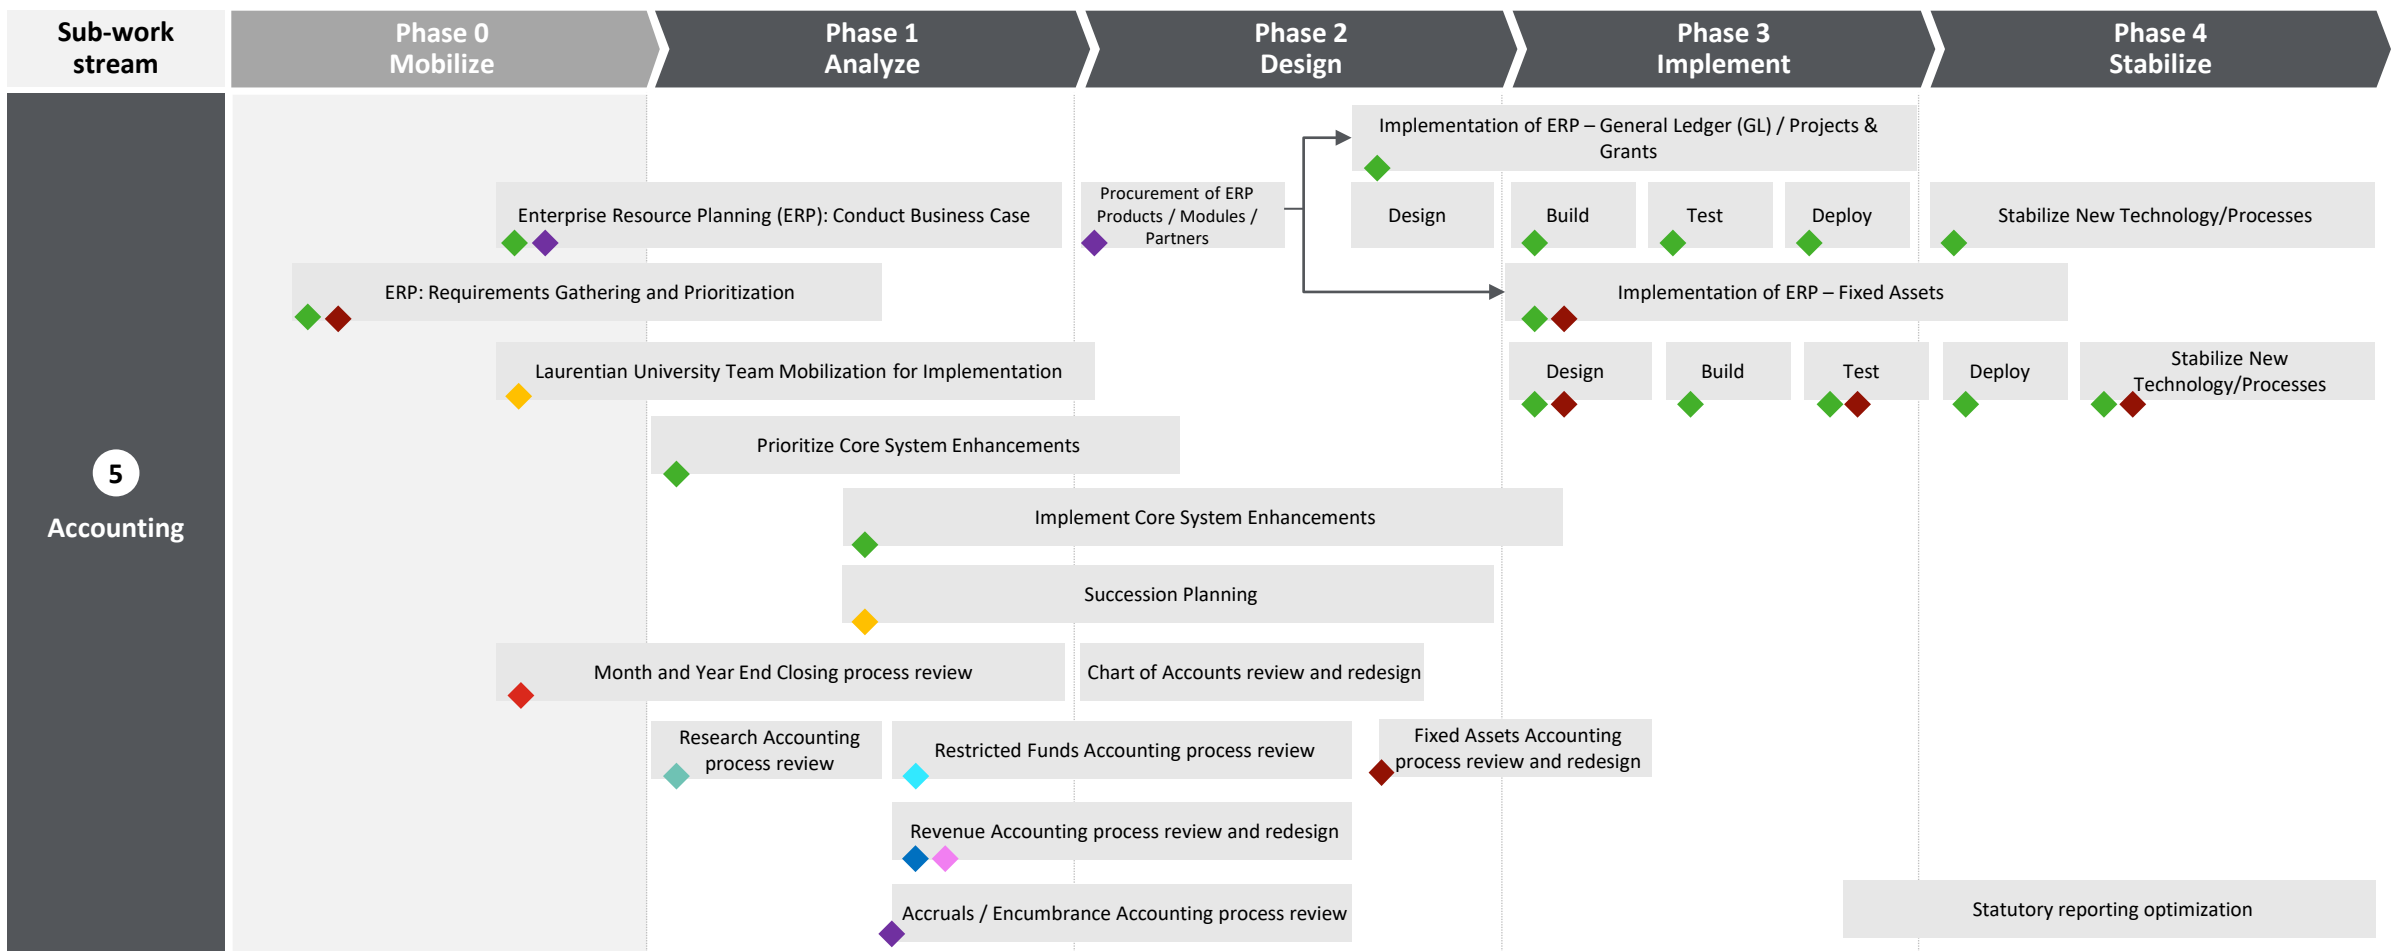 Sub-work
stream
Phase 0
Mobilize
Phase 1
Analyze
Phase 2
Design
Phase 3
Implement
Phase 4
Stabilize
5
Accounting
Implementation of ERP – General Ledger (GL) / Projects &
Grants
Enterprise Resource Planning (ERP): Conduct Business Case
Procurement of ERP
Products / Modules /
Partners
Design
Build
Test
Deploy
Stabilize New Technology/Processes
ERP: Requirements Gathering and Prioritization
Implementation of ERP – Fixed Assets
Laurentian University Team Mobilization for Implementation
Design
Build
Test
Deploy
Stabilize New
Technology/Processes
Prioritize Core System Enhancements
Implement Core System Enhancements
Succession Planning
Month and Year End Closing process review
Chart of Accounts review and redesign
Research Accounting
process review
Restricted Funds Accounting process review
Fixed Assets Accounting
process review and redesign
Revenue Accounting process review and redesign
Accruals / Encumbrance Accounting process review
Statutory reporting optimization